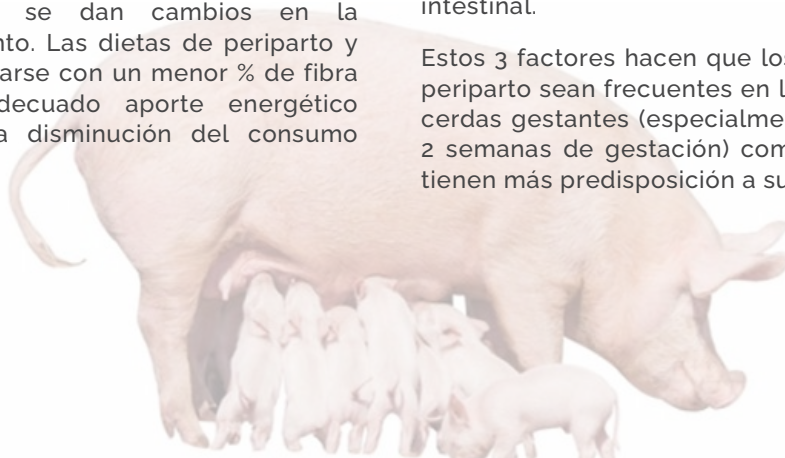 se dan cambios en la
nto. Las dietas de periparto y
arse con un menor % de fibra
decuado aporte energético
a disminución del consumo
intestinal.
Estos 3 factores hacen que los
periparto sean frecuentes en l
cerdas gestantes (especialme
2 semanas de gestación) com
tienen más predisposición a su